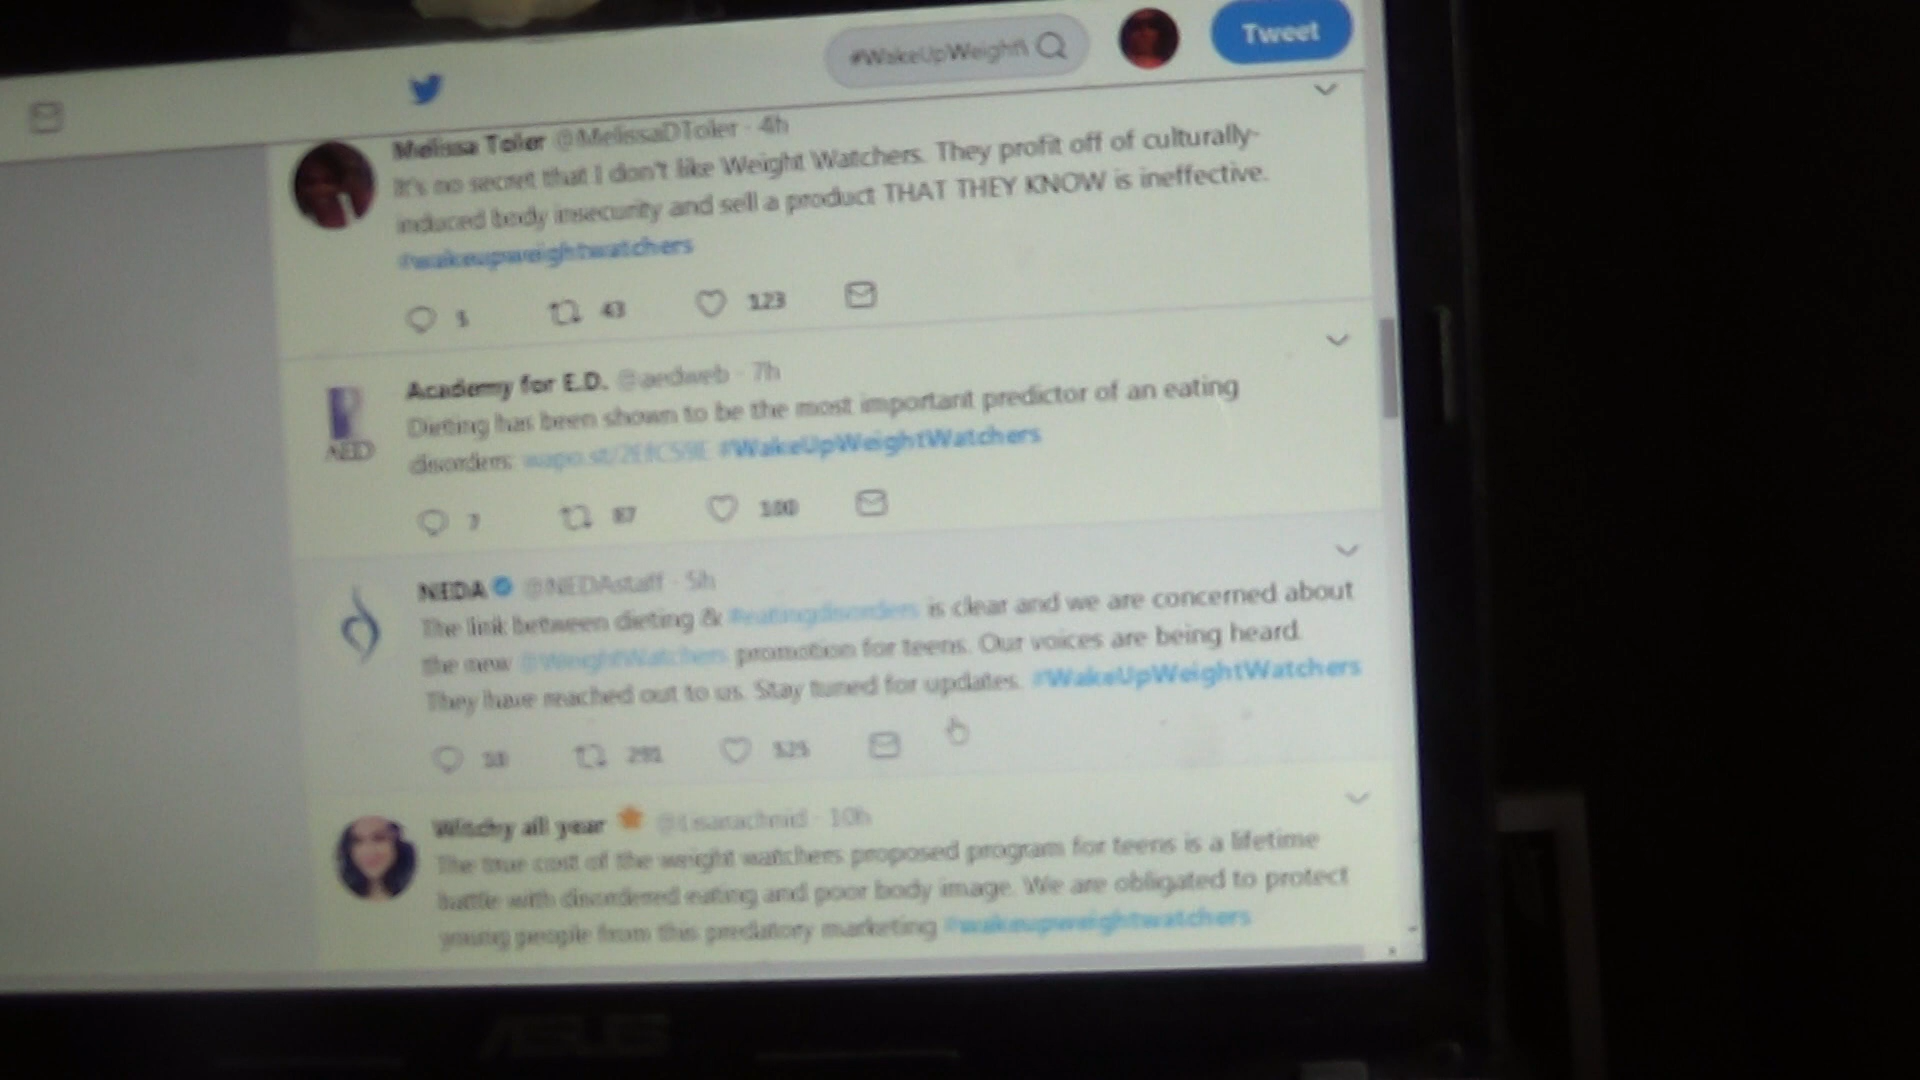 #WakeUpWeight
Tweet
Melissa Toler @MelissaDToler · 4h
It's no secret that I don't like Weight Watchers. They profit off of culturally-
induced body insecurity and sell a product THAT THEY KNOW is ineffective.
#wakeupweightwatchers
43
123
Academy for E.D. @aedweb · 7h
Dieting has been shown to be the most important predictor of an eating
disorders: #WakeUpWeightWatchers
AED
7
87
100
NEDA @NEDAstaff · 5h
The link between dieting & #eatingdisorders is clear and we are concerned about
the new @WeightWatchers promotion for teens. Our voices are being heard.
They have reached out to us. Stay tuned for updates. #WakeUpWeightWatchers
325
Witchy all year · 10h
The true cost of the weight watchers proposed program for teens is a lifetime
battle with disordered eating and poor body image. We are obligated to protect
young people from this predatory marketing #wakeupweightwatchers
ASUS